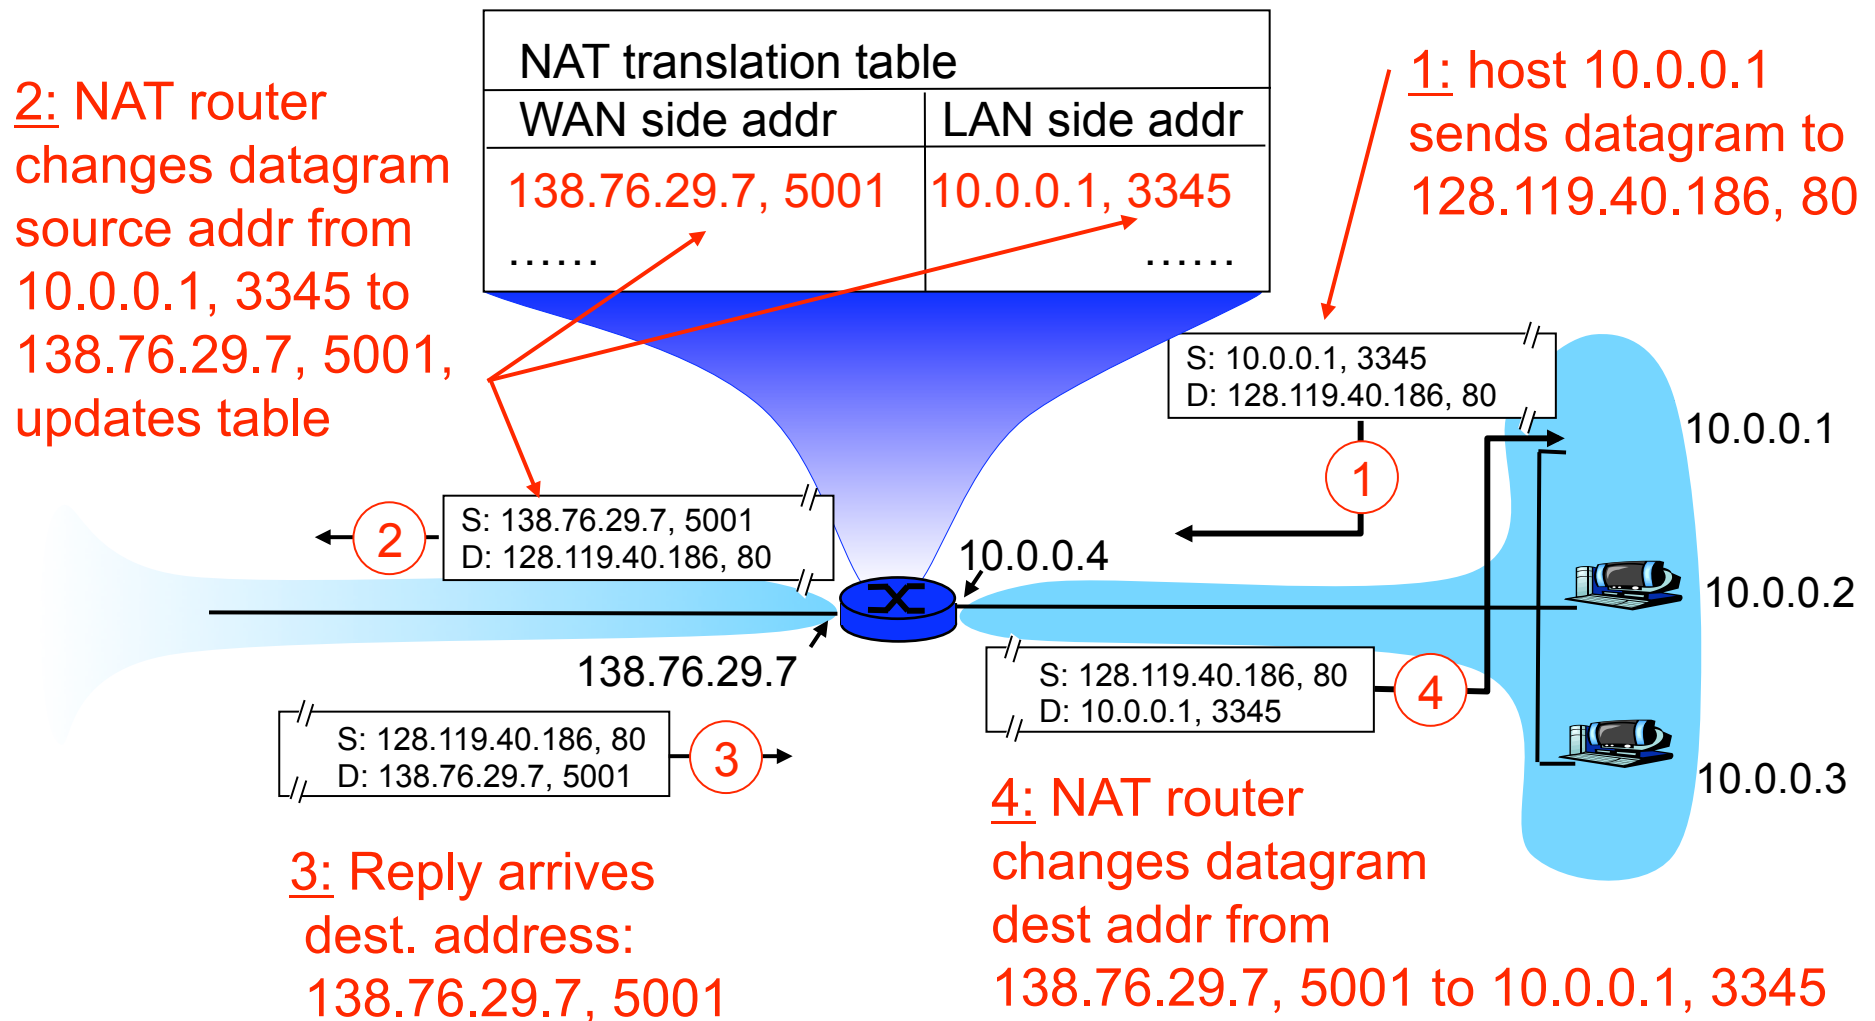 NAT translation table
WAN side addr LAN side addr
138.76.29.7, 5001 10.0.0.1, 3345
...... ......
1: host 10.0.0.1
sends datagram to
128.119.40.186, 80
2: NAT router
changes datagram
source addr from
10.0.0.1, 3345 to
138.76.29.7, 5001,
updates table
S: 10.0.0.1, 3345
D: 128.119.40.186, 80
1
10.0.0.1
S: 138.76.29.7, 5001
D: 128.119.40.186, 80
2
10.0.0.4
10.0.0.2
138.76.29.7
S: 128.119.40.186, 80
D: 10.0.0.1, 3345
4
S: 128.119.40.186, 80
D: 138.76.29.7, 5001
3
10.0.0.3
3: Reply arrives
dest. address:
138.76.29.7, 5001
4: NAT router
changes datagram
dest addr from
138.76.29.7, 5001 to 10.0.0.1, 3345